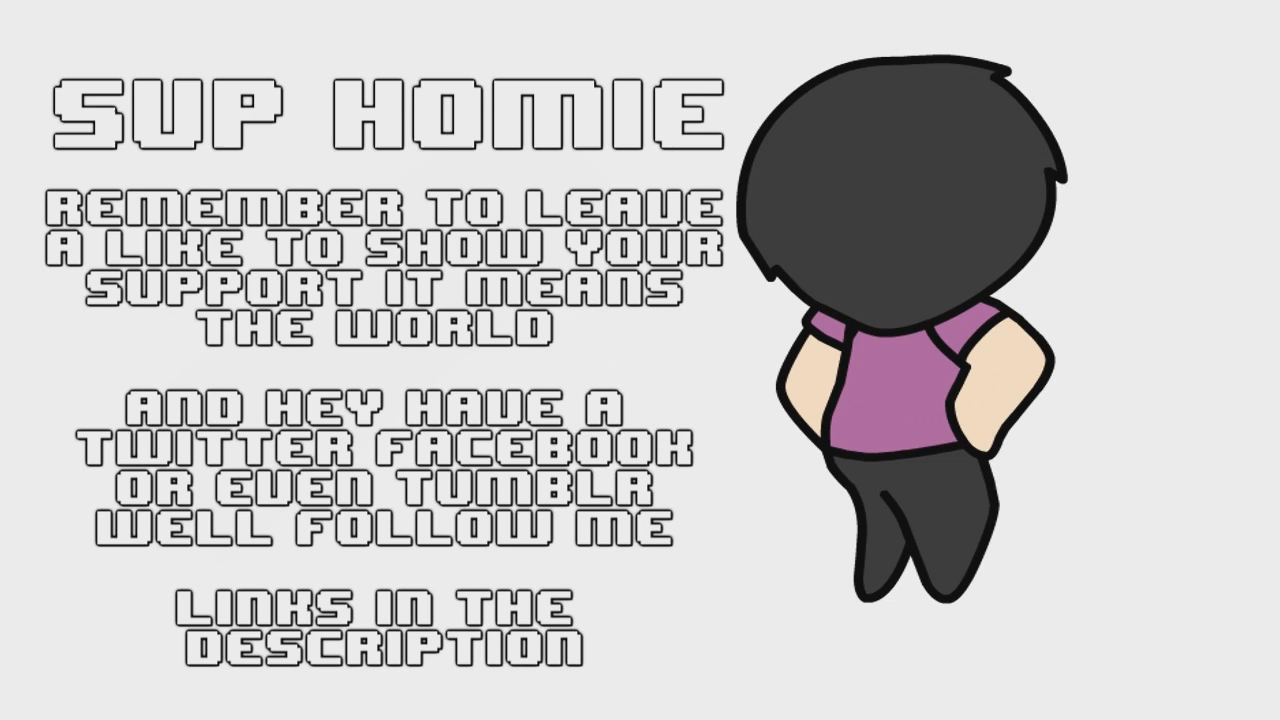 SUP HOMIE
REMEMBER TO LEAVE
A LIKE TO SHOW YOUR
SUPPORT IT MEANS
THE WORLD
AND HEY HAVE A
TWITTER FACEBOOK
OR EVEN TUMBLR
WELL FOLLOW ME
LINKS IN THE
DESCRIPTION